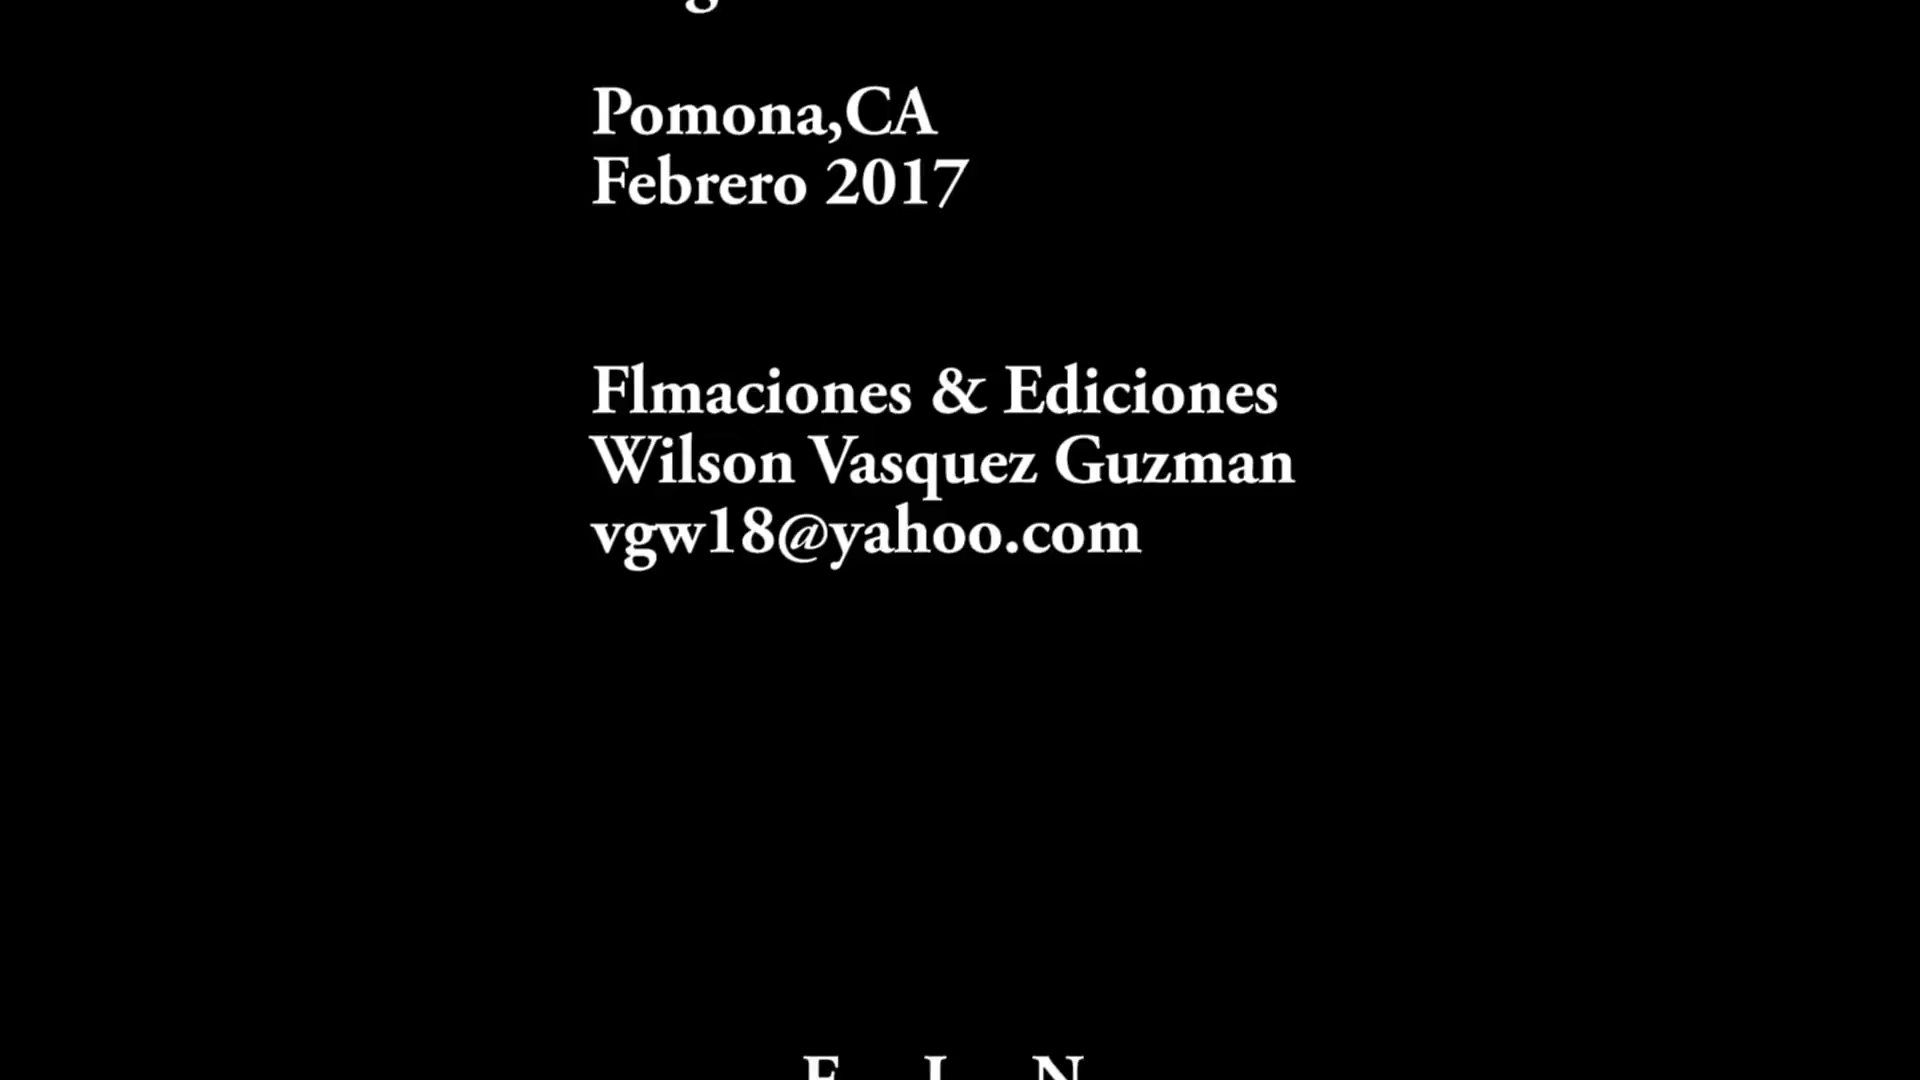 Pomona,CA
Febrero 2017
Flmaciones & Ediciones
Wilson Vasquez Guzman
vgw18@yahoo.com
F I N